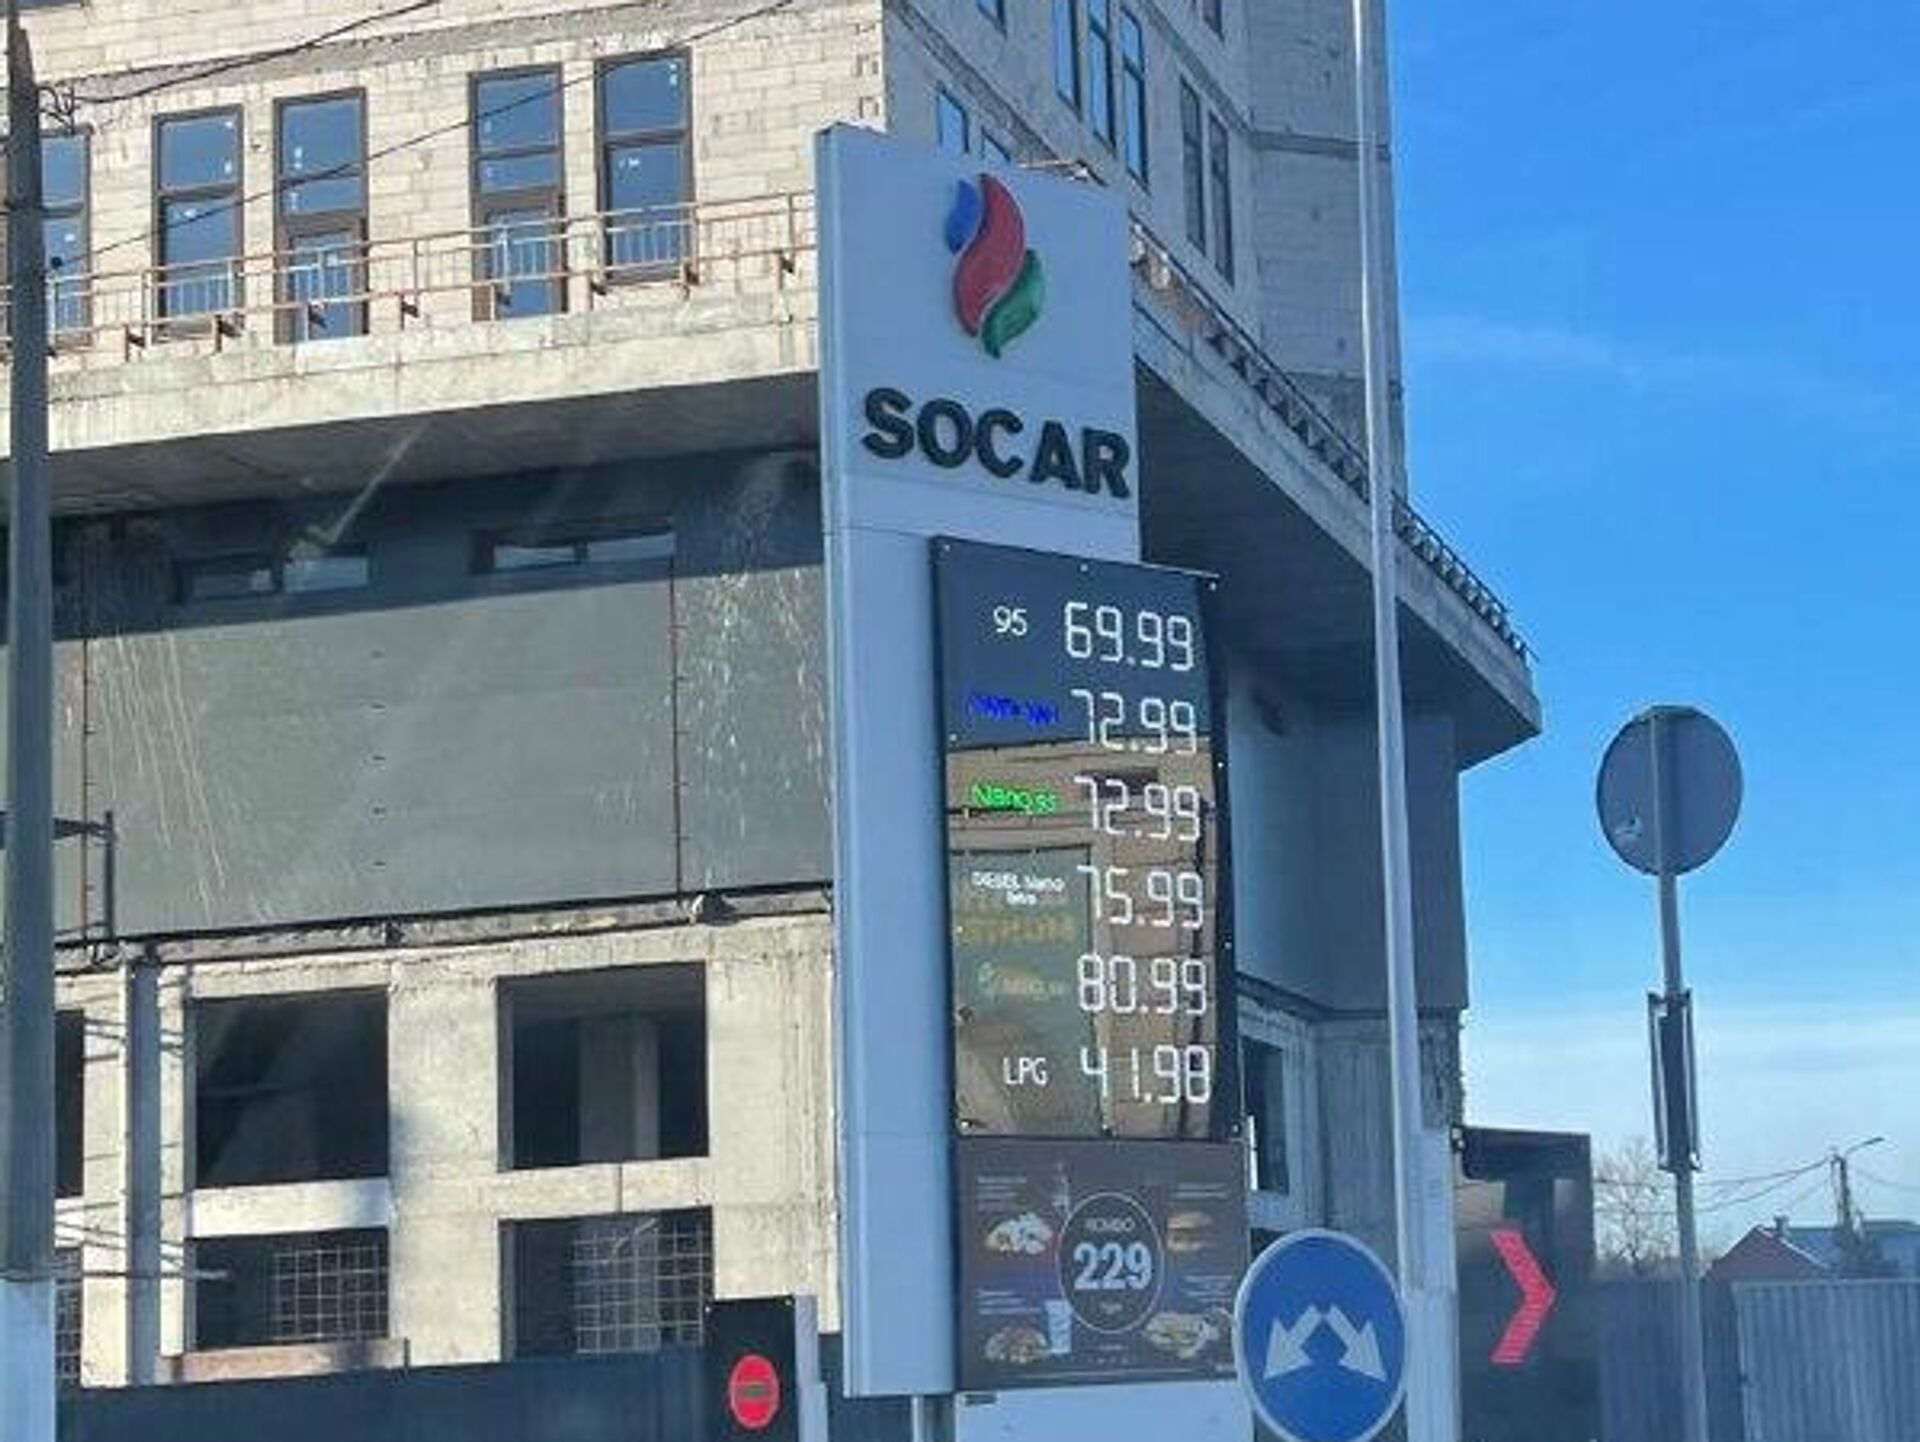 SOCAR
95 69.99
72.99
Nano 95 72.99
DIESEL Nano 75.99
80.99
LPG 41.98
КОМБО
229